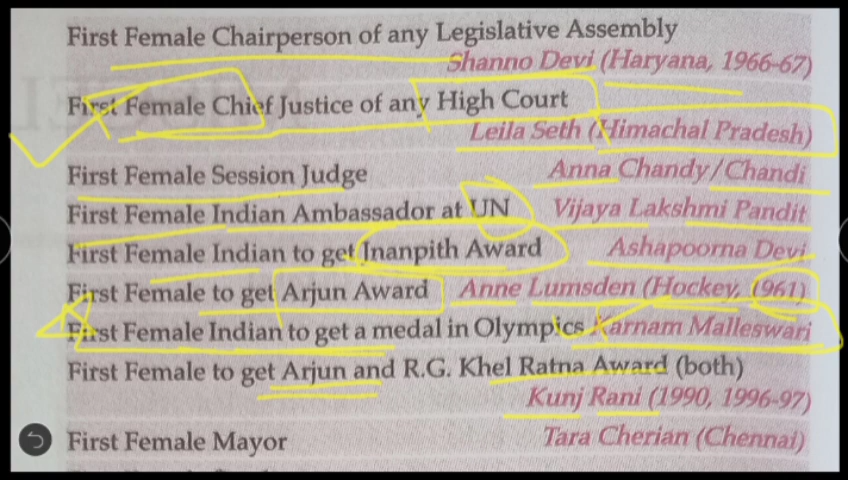 First Female Chairperson of any Legislative Assembly
Shanno Devi (Haryana, 1966-67)
First Female Chief Justice of any High Court
Leila Seth (Himachal Pradesh)
First Female Session Judge Anna Chandy/Chandi
First Female Indian Ambassador at UN Vijaya Lakshmi Pandit
First Female Indian to get Jnanpith Award Ashapoorna Devi
First Female to get Arjun Award Anne Lumsden (Hockey, 1961)
First Female Indian to get a medal in Olympics Karnam Malleswari
First Female to get Arjun and R.G. Khel Ratna Award (both)
Kunj Rani (1990, 1996-97)
First Female Mayor Tara Cherian (Chennai)